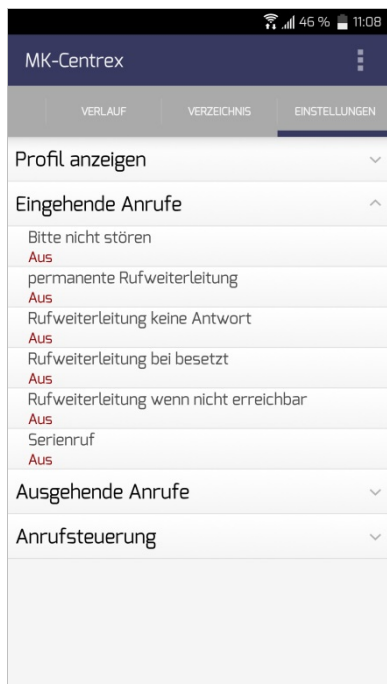 46 % 11:08
MK-Centrex
VERLAUF VERZEICHNIS EINSTELLUNGEN
Profil anzeigen
Eingehende Anrufe
Bitte nicht stören
Aus
permanente Rufweiterleitung
Aus
Rufweiterleitung keine Antwort
Aus
Rufweiterleitung bei besetzt
Aus
Rufweiterleitung wenn nicht erreichbar
Aus
Serienruf
Aus
Ausgehende Anrufe
Anrufsteuerung